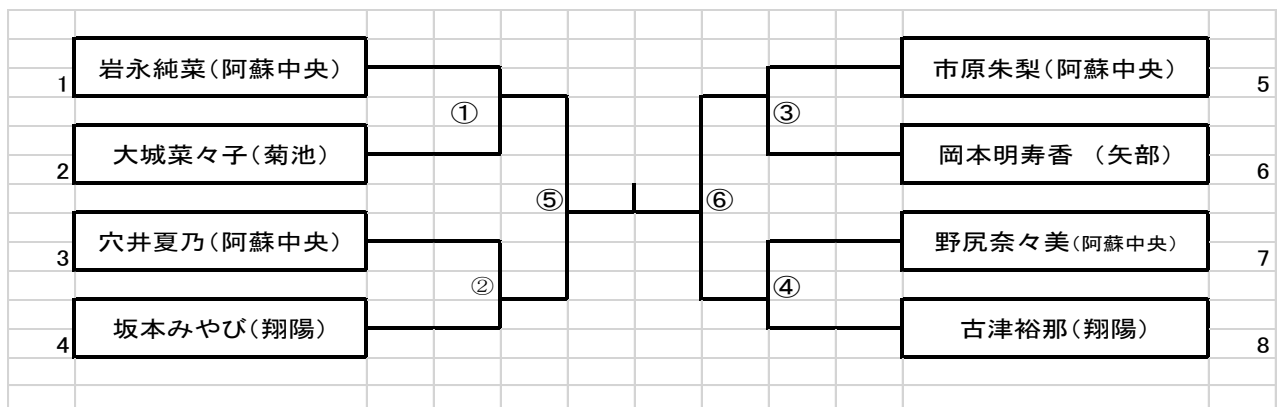 1 岩永純菜(阿蘇中央)
①
2 大城菜々子(菊池)
3 穴井夏乃(阿蘇中央)
②
4 坂本みやび(翔陽)
⑤
⑥
市原朱梨(阿蘇中央) 5
③
岡本明寿香 (矢部) 6
野尻奈々美(阿蘇中央) 7
④
古津裕那(翔陽) 8